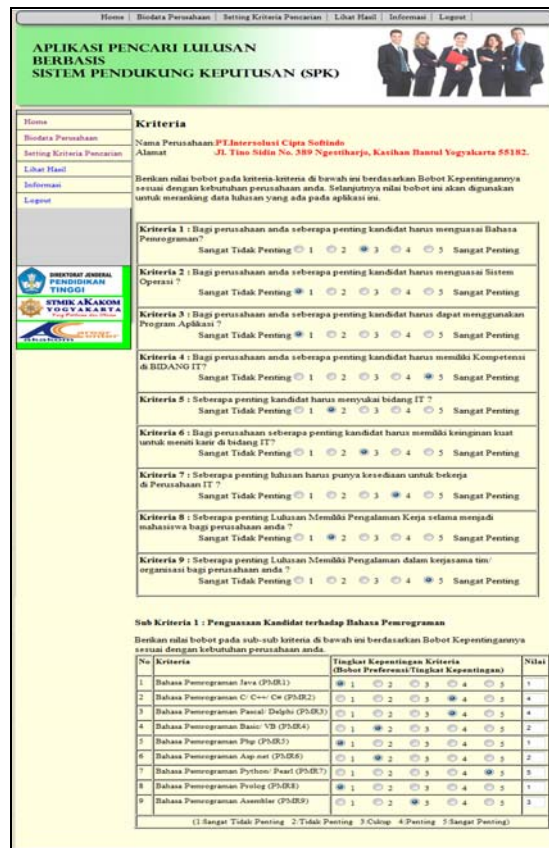 Home | Biodata Perusahaan | Setting Kriteria Pencarian | Lihat Hasil | Informasi | Logout |
APLIKASI PENCARI LULUSAN
BERBASIS
SISTEM PENDUKUNG KEPUTUSAN (SPK)
Home
Biodata Perusahaan
Setting Kriteria Pencarian
Lihat Hasil
Informasi
Logout
DIREKTORAT JENDERAL
PENDIDIKAN
TINGGI
STMIK AKAKOM
YOGYAKARTA
akakom
Kriteria
Nama Perusahaan:PT.Intersolusi Cipta Softindo
Alamat :Jl. Tino Sidin No. 389 Ngestiharjo, Kasihan Bantul Yogyakarta 55182.
Berikan nilai bobot pada kriteria-kriteria di bawah ini berdasarkan Bobot Kepentingannya
sesuai dengan kebutuhan perusahaan anda. Selanjutnya nilai bobot ini akan digunakan
untuk meranking data lulusan yang ada pada aplikasi ini.
Kriteria 1 : Bagi perusahaan anda seberapa penting kandidat harus menguasai Bahasa
Pemrograman?
Sangat Tidak Penting 1 2 3 4 5 Sangat Penting
Kriteria 2 : Bagi perusahaan anda seberapa penting kandidat harus menguasai Sistem
Operasi ?
Sangat Tidak Penting 1 2 3 4 5 Sangat Penting
Kriteria 3 : Bagi perusahaan anda seberapa penting kandidat harus dapat menggunakan
Program Aplikasi ?
Sangat Tidak Penting 1 2 3 4 5 Sangat Penting
Kriteria 4 : Bagi perusahaan anda seberapa penting kandidat harus memiliki Kompetensi
di BIDANG IT?
Sangat Tidak Penting 1 2 3 4 5 Sangat Penting
Kriteria 5 : Seberapa penting kandidat harus menyukai bidang IT ?
Sangat Tidak Penting 1 2 3 4 5 Sangat Penting
Kriteria 6 : Bagi perusahaan seberapa penting kandidat harus memiliki keinginan kuat
untuk meniti karir di bidang IT?
Sangat Tidak Penting 1 2 3 4 5 Sangat Penting
Kriteria 7 : Seberapa penting lulusan harus punya kesediaan untuk bekerja
di Perusahaan IT ?
Sangat Tidak Penting 1 2 3 4 5 Sangat Penting
Kriteria 8 : Seberapa penting Lulusan Memiliki Pengalaman Kerja selama menjadi
mahasiswa bagi perusahaan anda ?
Sangat Tidak Penting 1 2 3 4 5 Sangat Penting
Kriteria 9 : Seberapa penting Lulusan Memiliki Pengalaman dalam kerjasama tim/
organisasi bagi perusahaan anda ?
Sangat Tidak Penting 1 2 3 4 5 Sangat Penting
Sub Kriteria 1 : Penguasaan Kandidat terhadap Bahasa Pemrograman
Berikan nilai bobot pada sub-sub kriteria di bawah ini berdasarkan Bobot Kepentingannya
sesuai dengan kebutuhan perusahaan anda.
No Kriteria Tingkat Kepentingan Kriteria Nilai
(Bobot Preferensi/Tingkat Kepentingan)
1 Bahasa Pemrograman Java (PMR1) 1 2 3 4 5 1
2 Bahasa Pemrograman C/ C++/ C# (PMR2) 1 2 3 4 5 4
3 Bahasa Pemrograman Pascal/ Delphi (PMR3) 1 2 3 4 5 4
4 Bahasa Pemrograman Basic/ VB (PMR4) 1 2 3 4 5 2
5 Bahasa Pemrograman Php (PMR5) 1 2 3 4 5 1
6 Bahasa Pemrograman Asp.net (PMR6) 1 2 3 4 5 2
7 Bahasa Pemrograman Python/ Pearl (PMR7) 1 2 3 4 5 5
8 Bahasa Pemrograman Prolog (PMR8) 1 2 3 4 5 1
9 Bahasa Pemrograman Asembler (PMR9) 1 2 3 4 5 3
(1:Sangat Tidak Penting 2:Tidak Penting 3:Cukup 4:Penting 5:Sangat Penting)